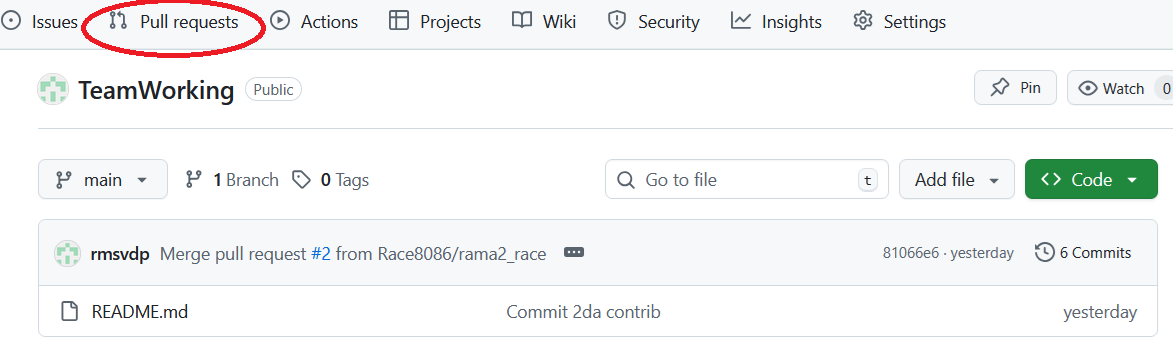 Issues Pull requests Actions Projects Wiki Security Insights Settings
TeamWorking Public Pin Watch 0
main 1 Branch 0 Tags Go to file t Add file Code
rmsvdp Merge pull request #2 from Race8086/rama2_race 81066e6 · yesterday 6 Commits
README.md Commit 2da contrib yesterday